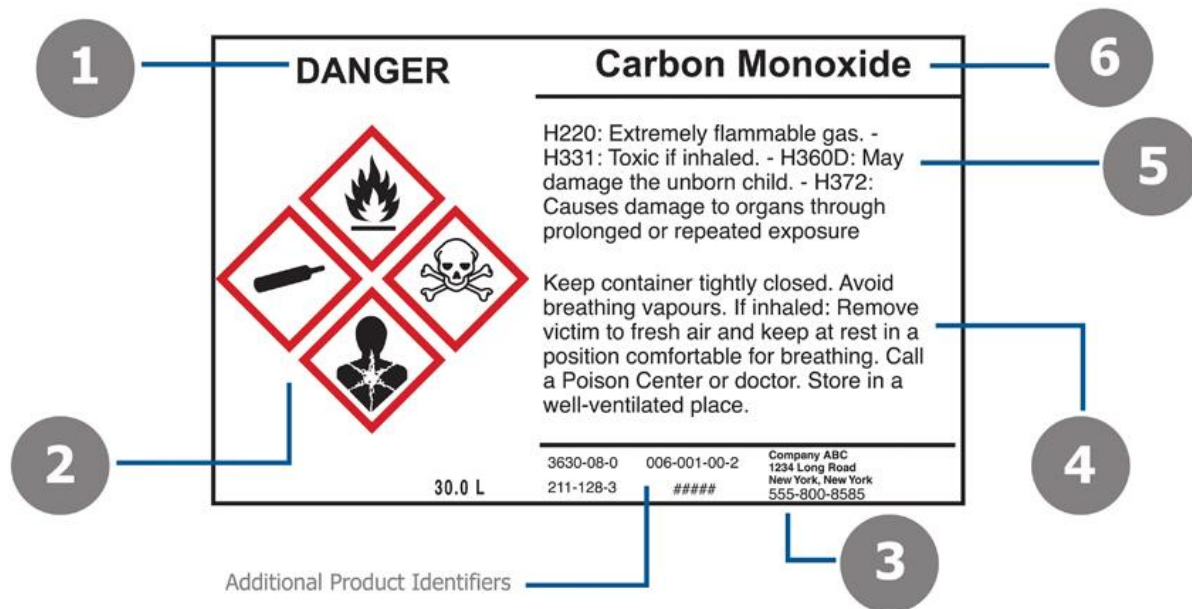 1
DANGER
Carbon Monoxide
6
H220: Extremely flammable gas. -
H331: Toxic if inhaled. - H360D: May
damage the unborn child. - H372:
Causes damage to organs through
prolonged or repeated exposure
5
Keep container tightly closed. Avoid
breathing vapours. If inhaled: Remove
victim to fresh air and keep at rest in a
position comfortable for breathing. Call
a Poison Center or doctor. Store in a
well-ventilated place.
4
2
30.0 L
3630-08-0 006-001-00-2
211-128-3 #####
Company ABC
1234 Long Road
New York, New York
555-800-8585
3
Additional Product Identifiers